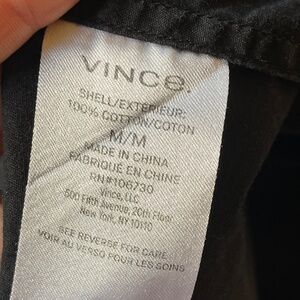 VINCE.
SHELL/EXTERIEUR:
100% COTTON/COTON
M/M
MADE IN CHINA
FABRIQUÉ EN CHINE
RN#106730
Vince, LLC
500 Fifth Avenue, 20th Floor
New York, NY 10110
SEE REVERSE FOR CARE
VOIR AU VERSO POUR LES SOINS